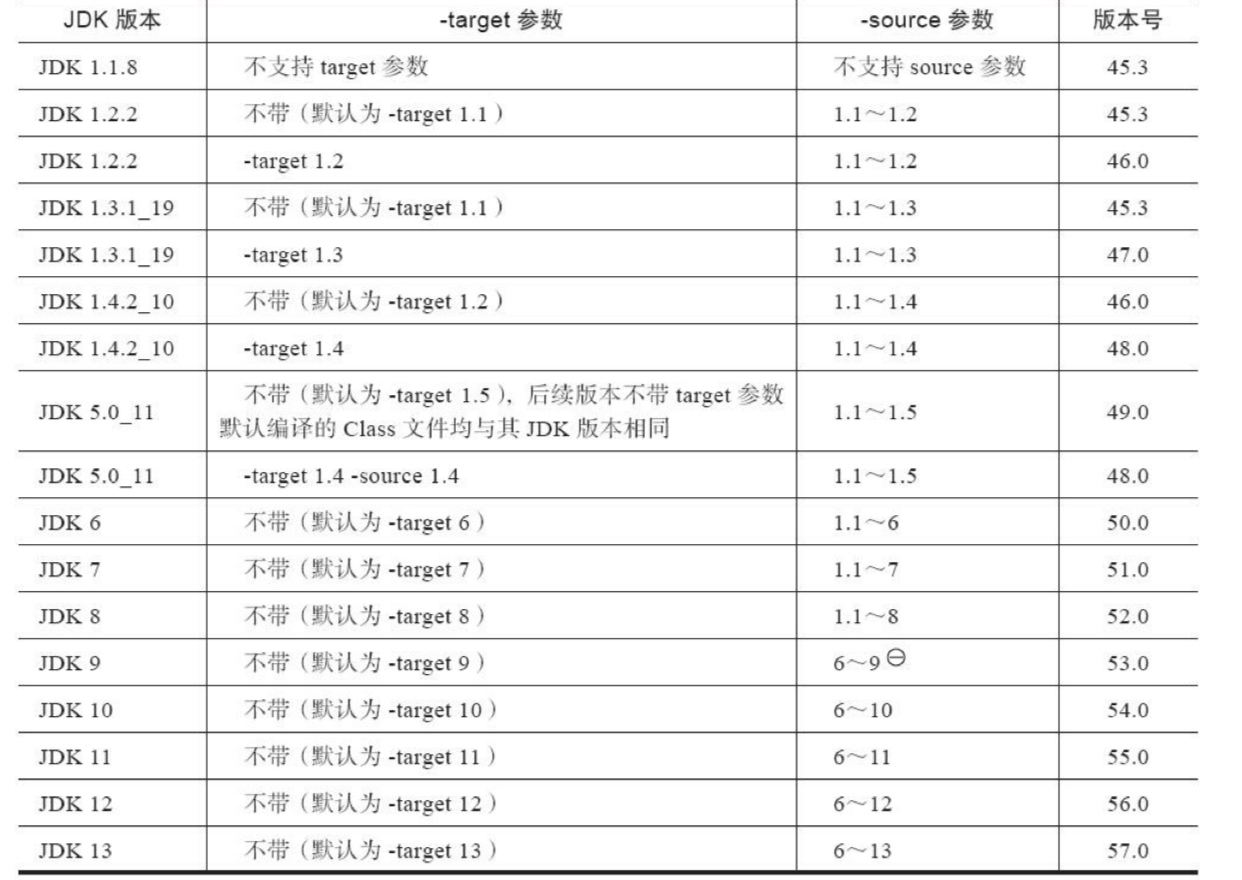 JDK 版本 -target 参数 -source 参数 版本号
JDK 1.1.8 不支持 target 参数 不支持 source 参数 45.3
JDK 1.2.2 不带（默认为 -target 1.1） 1.1～1.2 45.3
JDK 1.2.2 -target 1.2 1.1～1.2 46.0
JDK 1.3.1_19 不带（默认为 -target 1.1） 1.1～1.3 45.3
JDK 1.3.1_19 -target 1.3 1.1～1.3 47.0
JDK 1.4.2_10 不带（默认为 -target 1.2） 1.1～1.4 46.0
JDK 1.4.2_10 -target 1.4 1.1～1.4 48.0
JDK 5.0_11 不带（默认为 -target 1.5），后续版本不带 target 参数
默认编译的 Class 文件均与其 JDK 版本相同 1.1～1.5 49.0
JDK 5.0_11 -target 1.4 -source 1.4 1.1～1.5 48.0
JDK 6 不带（默认为 -target 6） 1.1～6 50.0
JDK 7 不带（默认为 -target 7） 1.1～7 51.0
JDK 8 不带（默认为 -target 8） 1.1～8 52.0
JDK 9 不带（默认为 -target 9） 6～9⊖ 53.0
JDK 10 不带（默认为 -target 10） 6～10 54.0
JDK 11 不带（默认为 -target 11） 6～11 55.0
JDK 12 不带（默认为 -target 12） 6～12 56.0
JDK 13 不带（默认为 -target 13） 6～13 57.0